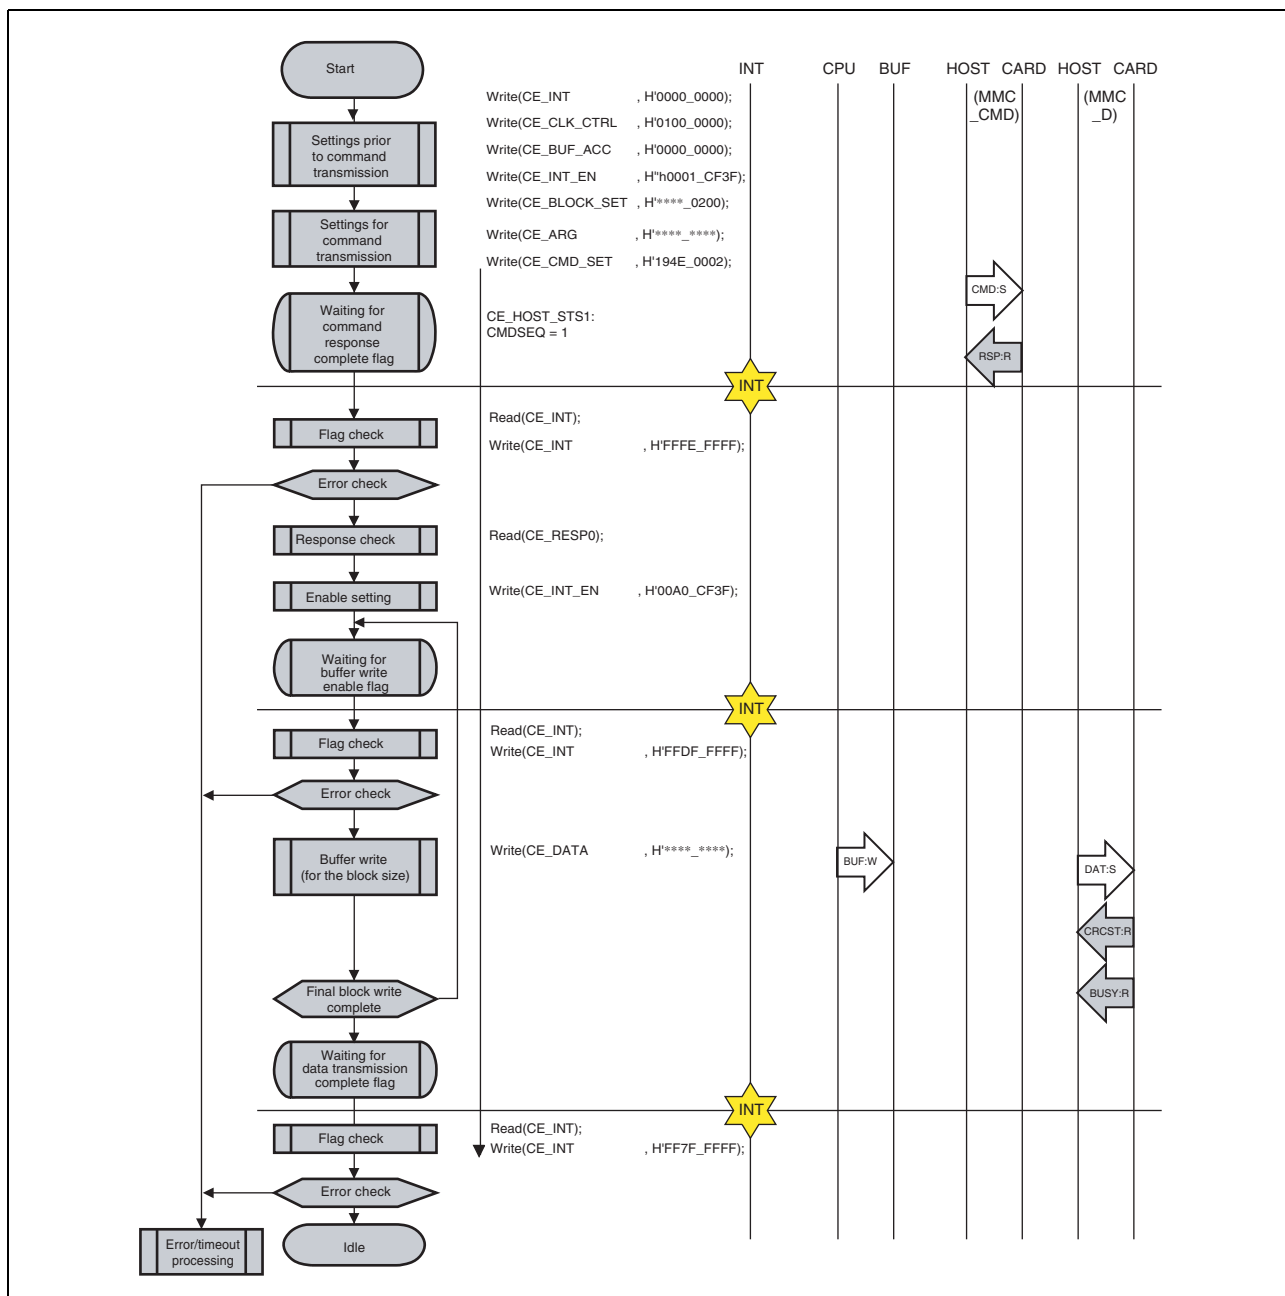 Start
INT CPU BUF HOST CARD HOST CARD
(MMC _CMD) (MMC _D)
Write(CE_INT , H'0000_0000);
Write(CE_CLK_CTRL , H'0100_0000);
Settings prior
to command
transmission
Write(CE_BUF_ACC , H'0000_0000);
Write(CE_INT_EN , H"h0001_CF3F);
Write(CE_BLOCK_SET , H'****_0200);
Settings for
command
transmission
Write(CE_ARG , H'****_****);
Write(CE_CMD_SET , H'194E_0002);
CMD:S
Waiting for
command
response
complete flag
CE_HOST_STS1:
CMDSEQ = 1
RSP:R
INT
Flag check
Read(CE_INT);
Write(CE_INT , H'FFFE_FFFF);
Error check
Response check
Read(CE_RESP0);
Enable setting
Write(CE_INT_EN , H'00A0_CF3F);
Waiting for
buffer write
enable flag
INT
Flag check
Read(CE_INT);
Write(CE_INT , H'FFDF_FFFF);
Error check
Buffer write
(for the block size)
Write(CE_DATA , H'****_****);
BUF:W
DAT:S
CRCST:R
BUSY:R
Final block write
complete
Waiting for
data transmission
complete flag
INT
Flag check
Read(CE_INT);
Write(CE_INT , H'FF7F_FFFF);
Error check
Error/timeout
processing
Idle